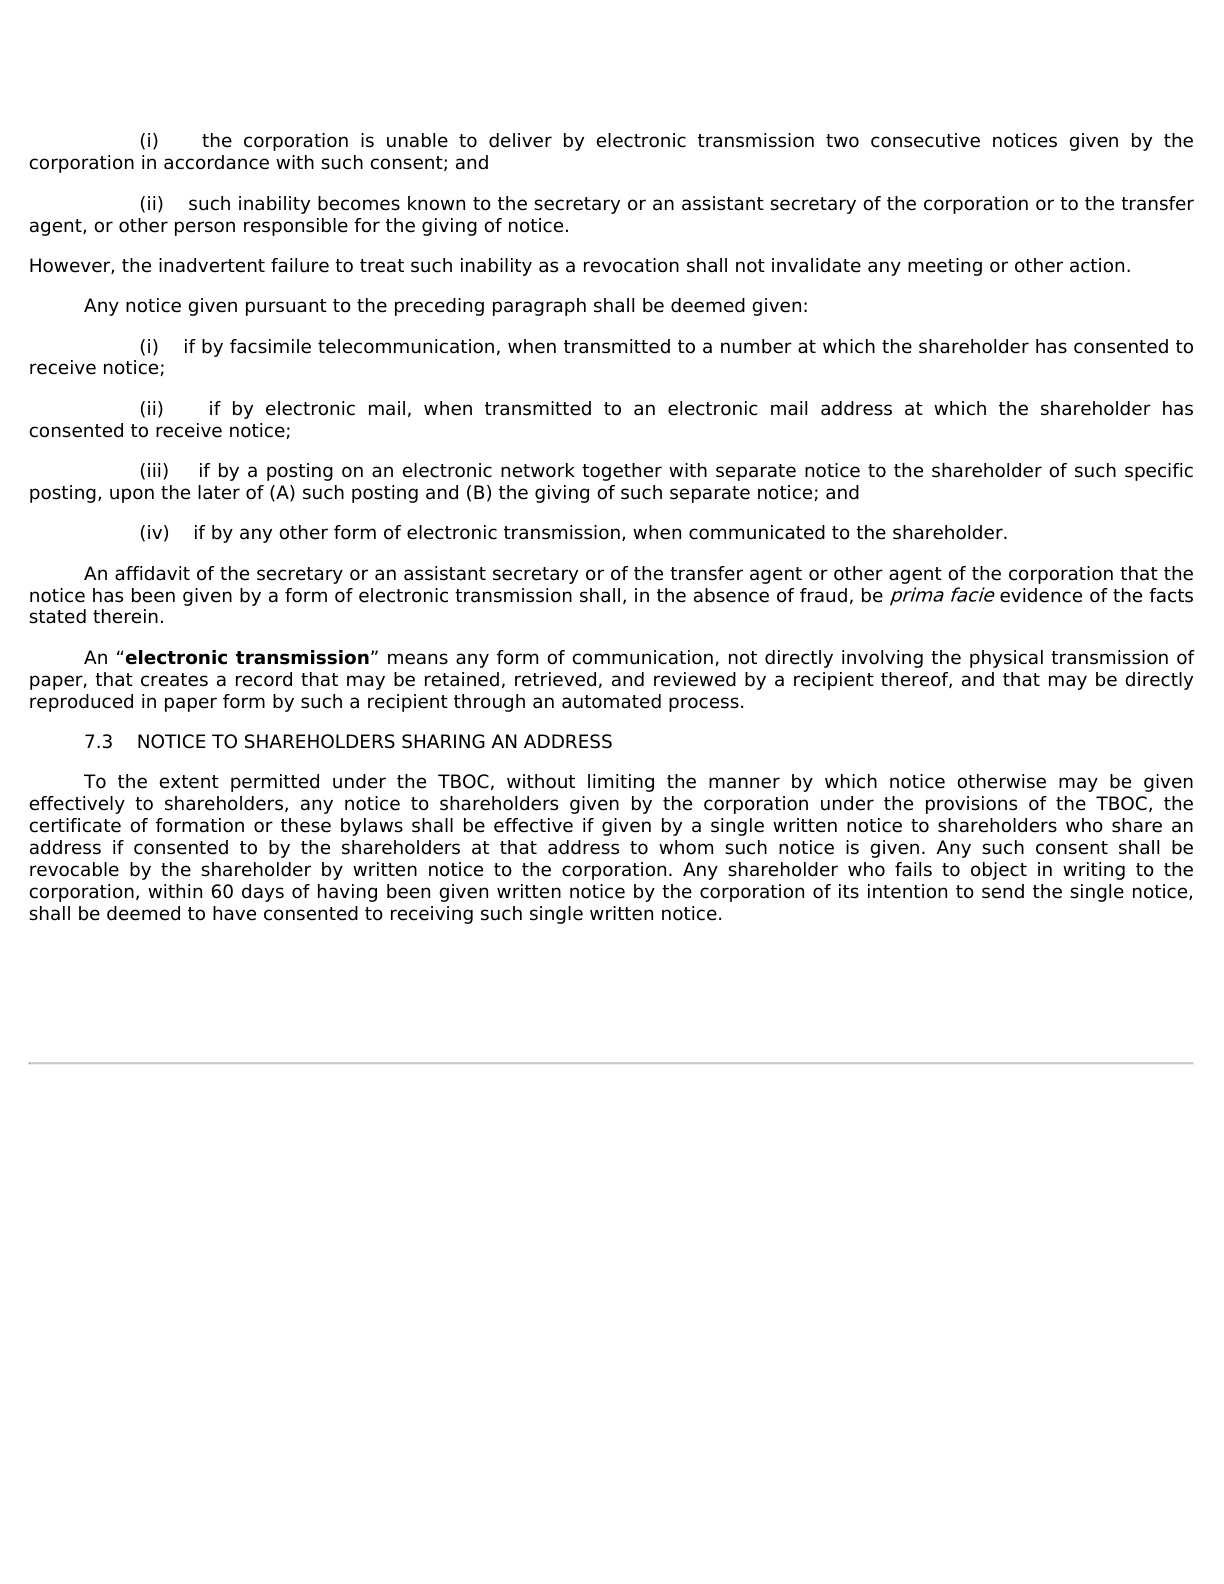 (i) the corporation is unable to deliver by electronic transmission two consecutive notices given by the
corporation in accordance with such consent; and
(ii) such inability becomes known to the secretary or an assistant secretary of the corporation or to the transfer
agent, or other person responsible for the giving of notice.
However, the inadvertent failure to treat such inability as a revocation shall not invalidate any meeting or other action.
Any notice given pursuant to the preceding paragraph shall be deemed given:
(i) if by facsimile telecommunication, when transmitted to a number at which the shareholder has consented to
receive notice;
(ii) if by electronic mail, when transmitted to an electronic mail address at which the shareholder has
consented to receive notice;
(iii) if by a posting on an electronic network together with separate notice to the shareholder of such specific
posting, upon the later of (A) such posting and (B) the giving of such separate notice; and
(iv) if by any other form of electronic transmission, when communicated to the shareholder.
An affidavit of the secretary or an assistant secretary or of the transfer agent or other agent of the corporation that the
notice has been given by a form of electronic transmission shall, in the absence of fraud, be prima facie evidence of the facts
stated therein.
An “electronic transmission” means any form of communication, not directly involving the physical transmission of
paper, that creates a record that may be retained, retrieved, and reviewed by a recipient thereof, and that may be directly
reproduced in paper form by such a recipient through an automated process.
7.3 NOTICE TO SHAREHOLDERS SHARING AN ADDRESS
To the extent permitted under the TBOC, without limiting the manner by which notice otherwise may be given
effectively to shareholders, any notice to shareholders given by the corporation under the provisions of the TBOC, the
certificate of formation or these bylaws shall be effective if given by a single written notice to shareholders who share an
address if consented to by the shareholders at that address to whom such notice is given. Any such consent shall be
revocable by the shareholder by written notice to the corporation. Any shareholder who fails to object in writing to the
corporation, within 60 days of having been given written notice by the corporation of its intention to send the single notice,
shall be deemed to have consented to receiving such single written notice.